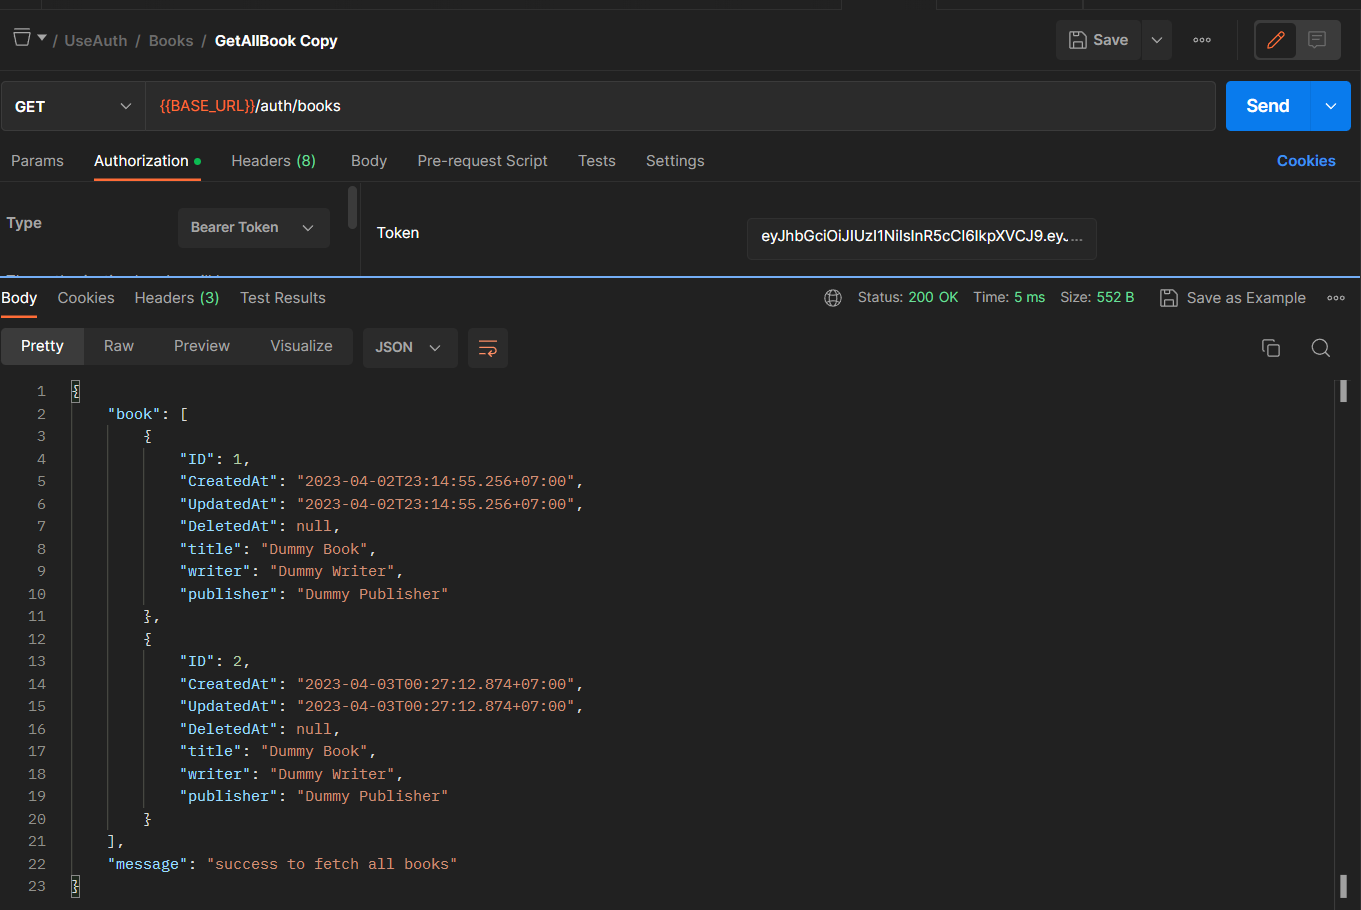 / UseAuth / Books / GetAllBook Copy
Save
GET
{{BASE_URL}}/auth/books
Send
Params
Authorization
Headers (8)
Body
Pre-request Script
Tests
Settings
Cookies
Type
Bearer Token
Token
Body
Cookies
Headers (3)
Test Results
Status: 200 OK
Time: 5 ms
Size: 552 B
Save as Example
Pretty
Raw
Preview
Visualize
JSON
1 {
2 "book": [
3 {
4 "ID": 1,
5 "CreatedAt": "2023-04-02T23:14:55.256+07:00",
6 "UpdatedAt": "2023-04-02T23:14:55.256+07:00",
7 "DeletedAt": null,
8 "title": "Dummy Book",
9 "writer": "Dummy Writer",
10 "publisher": "Dummy Publisher"
11 },
12 {
13 "ID": 2,
14 "CreatedAt": "2023-04-03T00:27:12.874+07:00",
15 "UpdatedAt": "2023-04-03T00:27:12.874+07:00",
16 "DeletedAt": null,
17 "title": "Dummy Book",
18 "writer": "Dummy Writer",
19 "publisher": "Dummy Publisher"
20 }
21 ],
22 "message": "success to fetch all books"
23 }